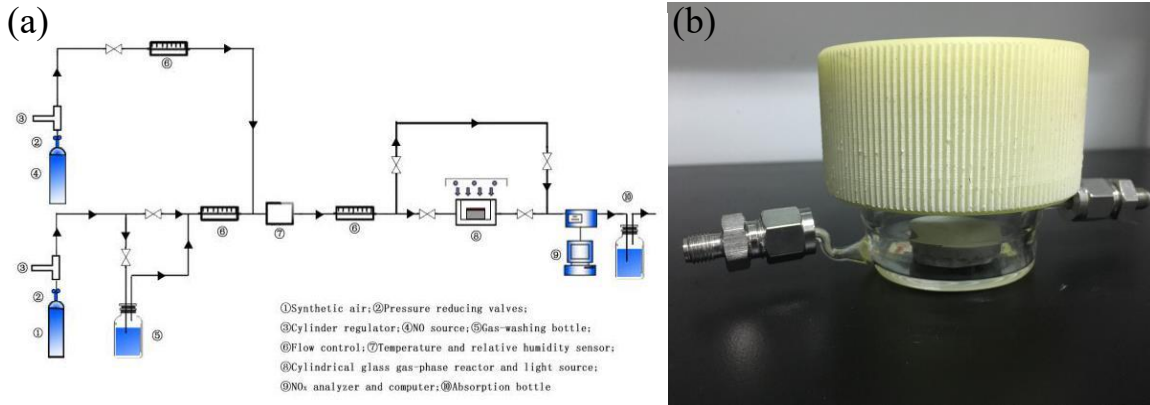 (a)
(b)
⑥
③
②
④
⑩
⑥
⑦
⑥
⑧
⑨
③
②
①
⑤
①Synthetic air;②Pressure reducing valves;
③Cylinder regulator;④NO source;⑤Gas-washing bottle;
⑥Flow control;⑦Temperature and relative humidity sensor;
⑧Cylindrical glass gas-phase reactor and light source;
⑨NOx analyzer and computer;⑩Absorption bottle